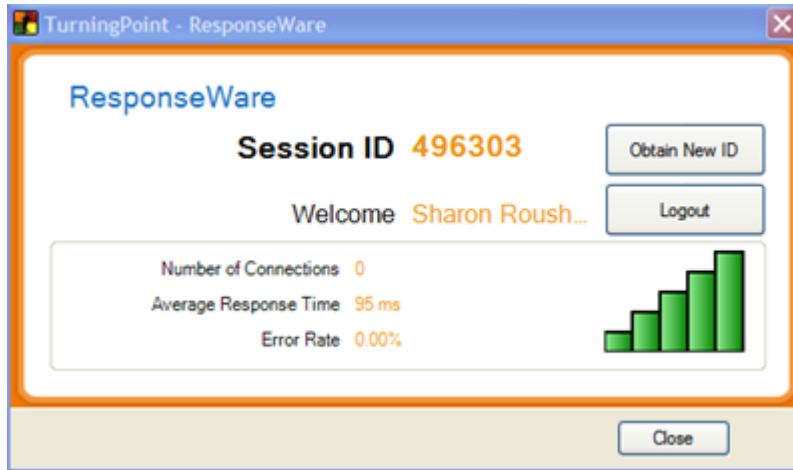 TurningPoint - ResponseWare
ResponseWare
Session ID 496303
Obtain New ID
Welcome Sharon Roush...
Logout
Number of Connections 0
Average Response Time 95 ms
Error Rate 0.00%
Close